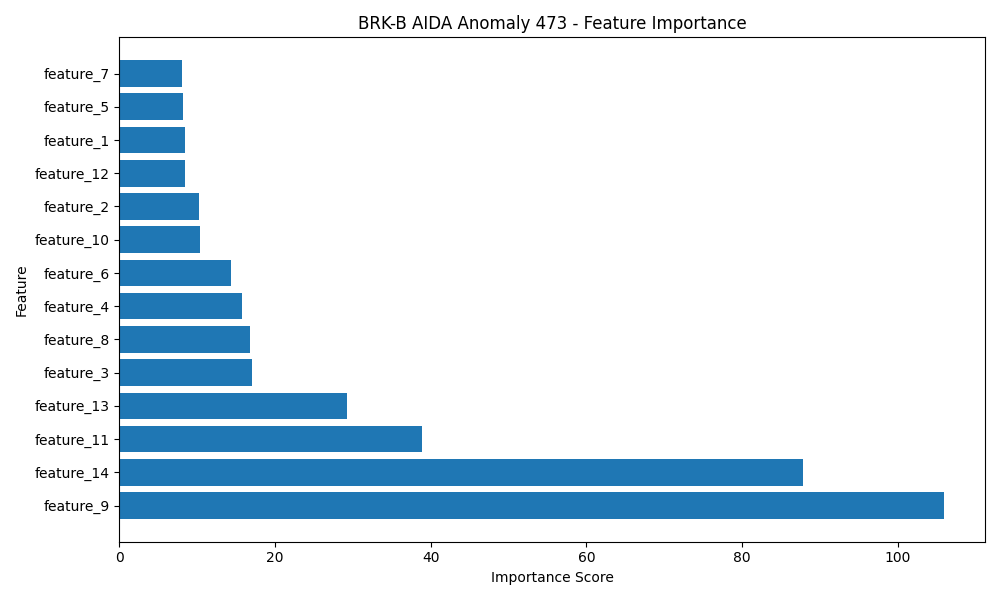 BRK-B AIDA Anomaly 473 - Feature Importance
feature_7
feature_5
feature_1
feature_12
feature_2
feature_10
feature_6
feature_4
feature_8
feature_3
feature_13
feature_11
feature_14
feature_9
Feature
0 20 40 60 80 100
Importance Score